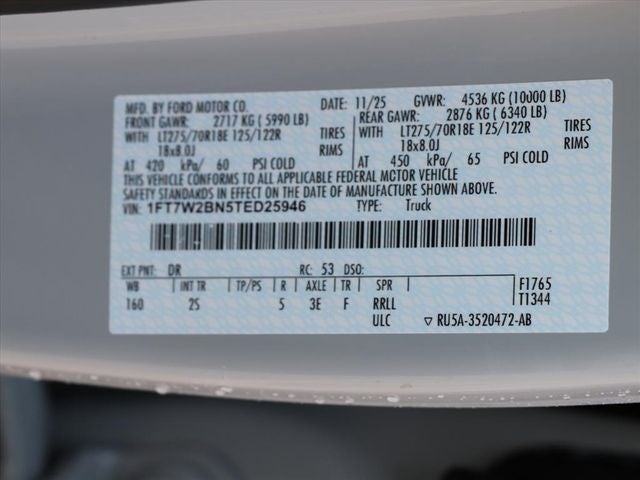 MFD. BY FORD MOTOR CO. DATE: 11/25 GVWR: 4536 KG (10000 LB)
FRONT GAWR: 2717 KG ( 5990 LB) REAR GAWR: 2876 KG ( 6340 LB)
WITH LT275/70R18E 125/122R TIRES WITH LT275/70R18E 125/122R TIRES
18x8.0J RIMS 18x8.0J RIMS
AT 420 kPa/ 60 PSI COLD AT 450 kPa/ 65 PSI COLD
THIS VEHICLE CONFORMS TO ALL APPLICABLE FEDERAL MOTOR VEHICLE
SAFETY STANDARDS IN EFFECT ON THE DATE OF MANUFACTURE SHOWN ABOVE.
VIN: 1FT7W2BN5TED25946 TYPE: Truck
EXT PNT: DR RC: 53 DSO:
WB INT TR TP/PS R AXLE TR SPR F1765
160 2S 5 3E F RRLL T1344
ULC ▽ RU5A-3520472-AB